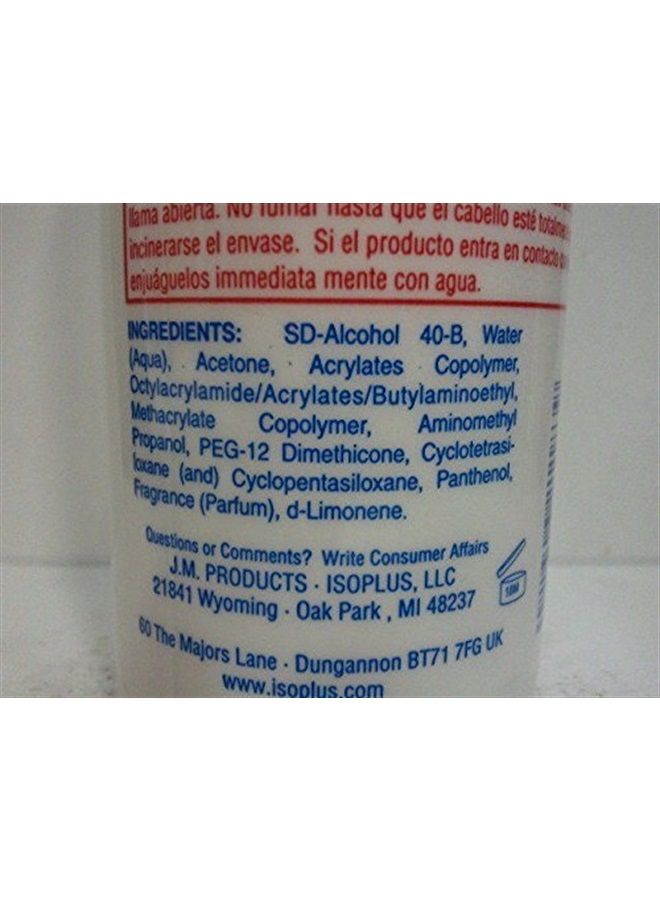 llama abierta. No fumar hasta que el cabello esté
incinerarse el envase. Si el producto entra en contacto
enjuáguelos immediata mente con agua.
INGREDIENTS: SD-Alcohol 40-B, Water
(Aqua), Acetone, Acrylates Copolymer,
Octylacrylamide/Acrylates/Butylaminoethyl,
Methacrylate Copolymer, Aminomethyl
Propanol, PEG-12 Dimethicone, Cyclotetrasi-
loxane (and) Cyclopentasiloxane, Panthenol,
Fragrance (Parfum), d-Limonene.
Questions or Comments? Write Consumer Affairs
J.M. PRODUCTS · ISOPLUS, LLC
21841 Wyoming · Oak Park , MI 48237
18M
60 The Majors Lane · Dungannon BT71 7FG UK
www.isoplus.com